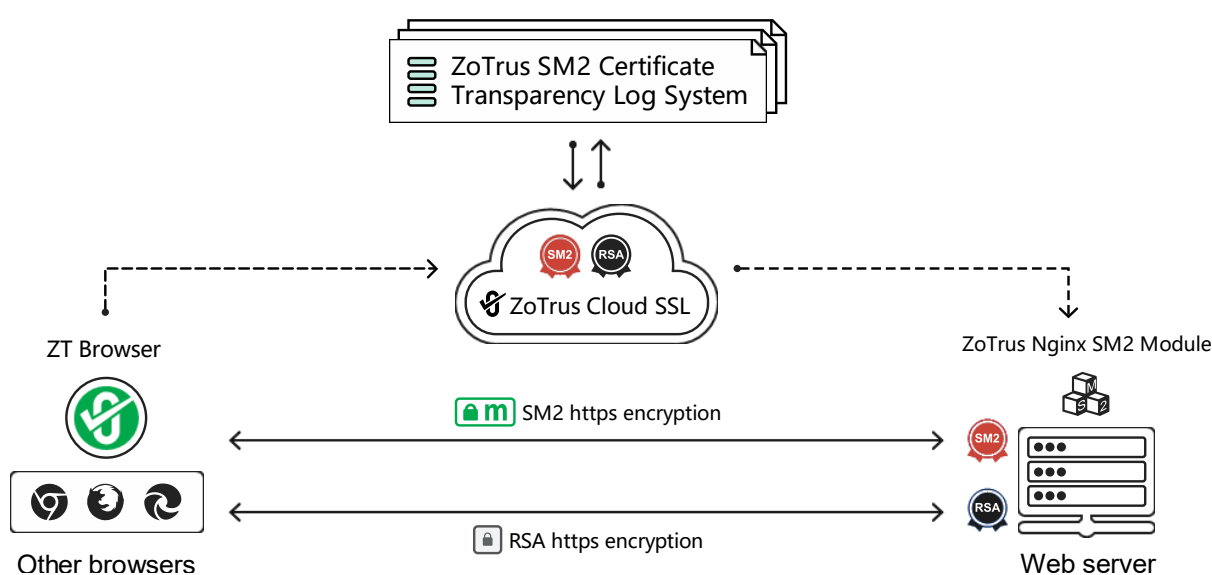 ZoTrus SM2 Certificate
Transparency Log System
SM2
RSA
ZoTrus Cloud SSL
ZT Browser
ZoTrus Nginx SM2 Module
M
S 2
m SM2 https encryption
SM2
RSA
RSA https encryption
Other browsers
Web server